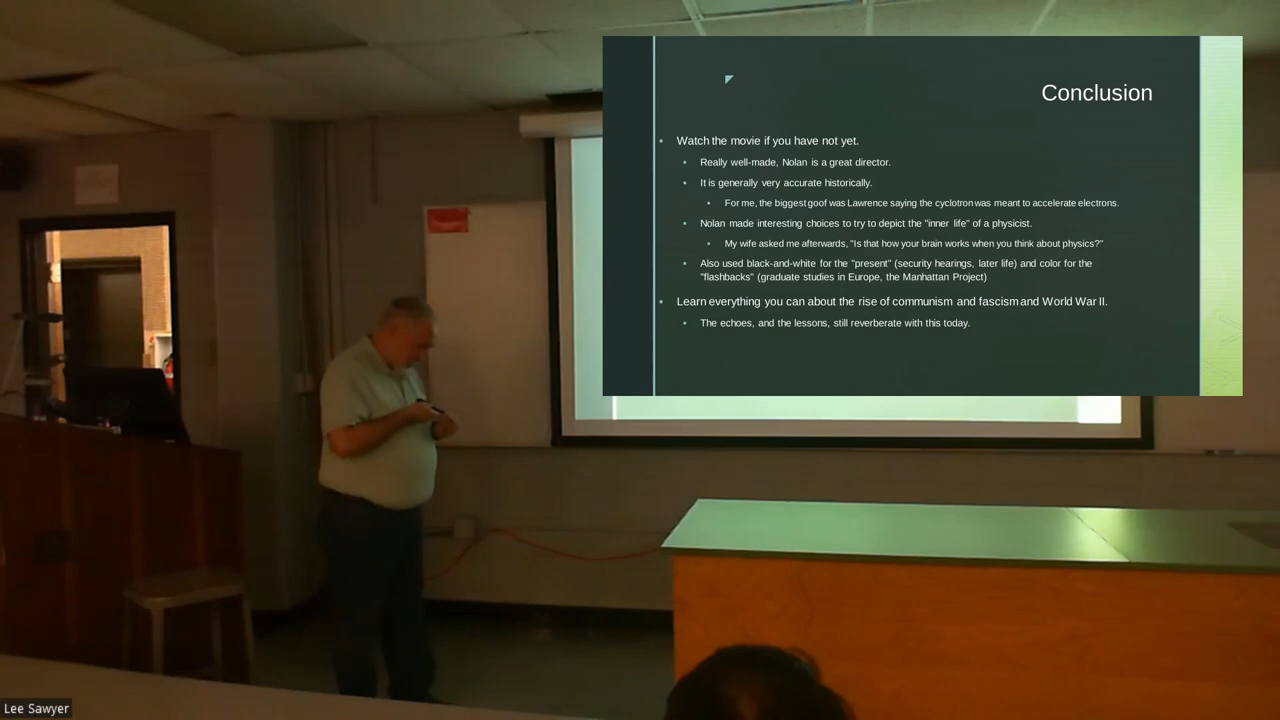 Conclusion
Watch the movie if you have not yet.
Really well-made, Nolan is a great director.
It is generally very accurate historically.
For me, the biggest goof was Lawrence saying the cyclotron was meant to accelerate electrons.
Nolan made interesting choices to try to depict the "inner life" of a physicist.
My wife asked me afterwards, "Is that how your brain works when you think about physics?"
Also used black-and-white for the "present" (security hearings, later life) and color for the
"flashbacks" (graduate studies in Europe, the Manhattan Project)
Learn everything you can about the rise of communism and fascism and World War II.
The echoes, and the lessons, still reverberate with this today.
Lee Sawyer